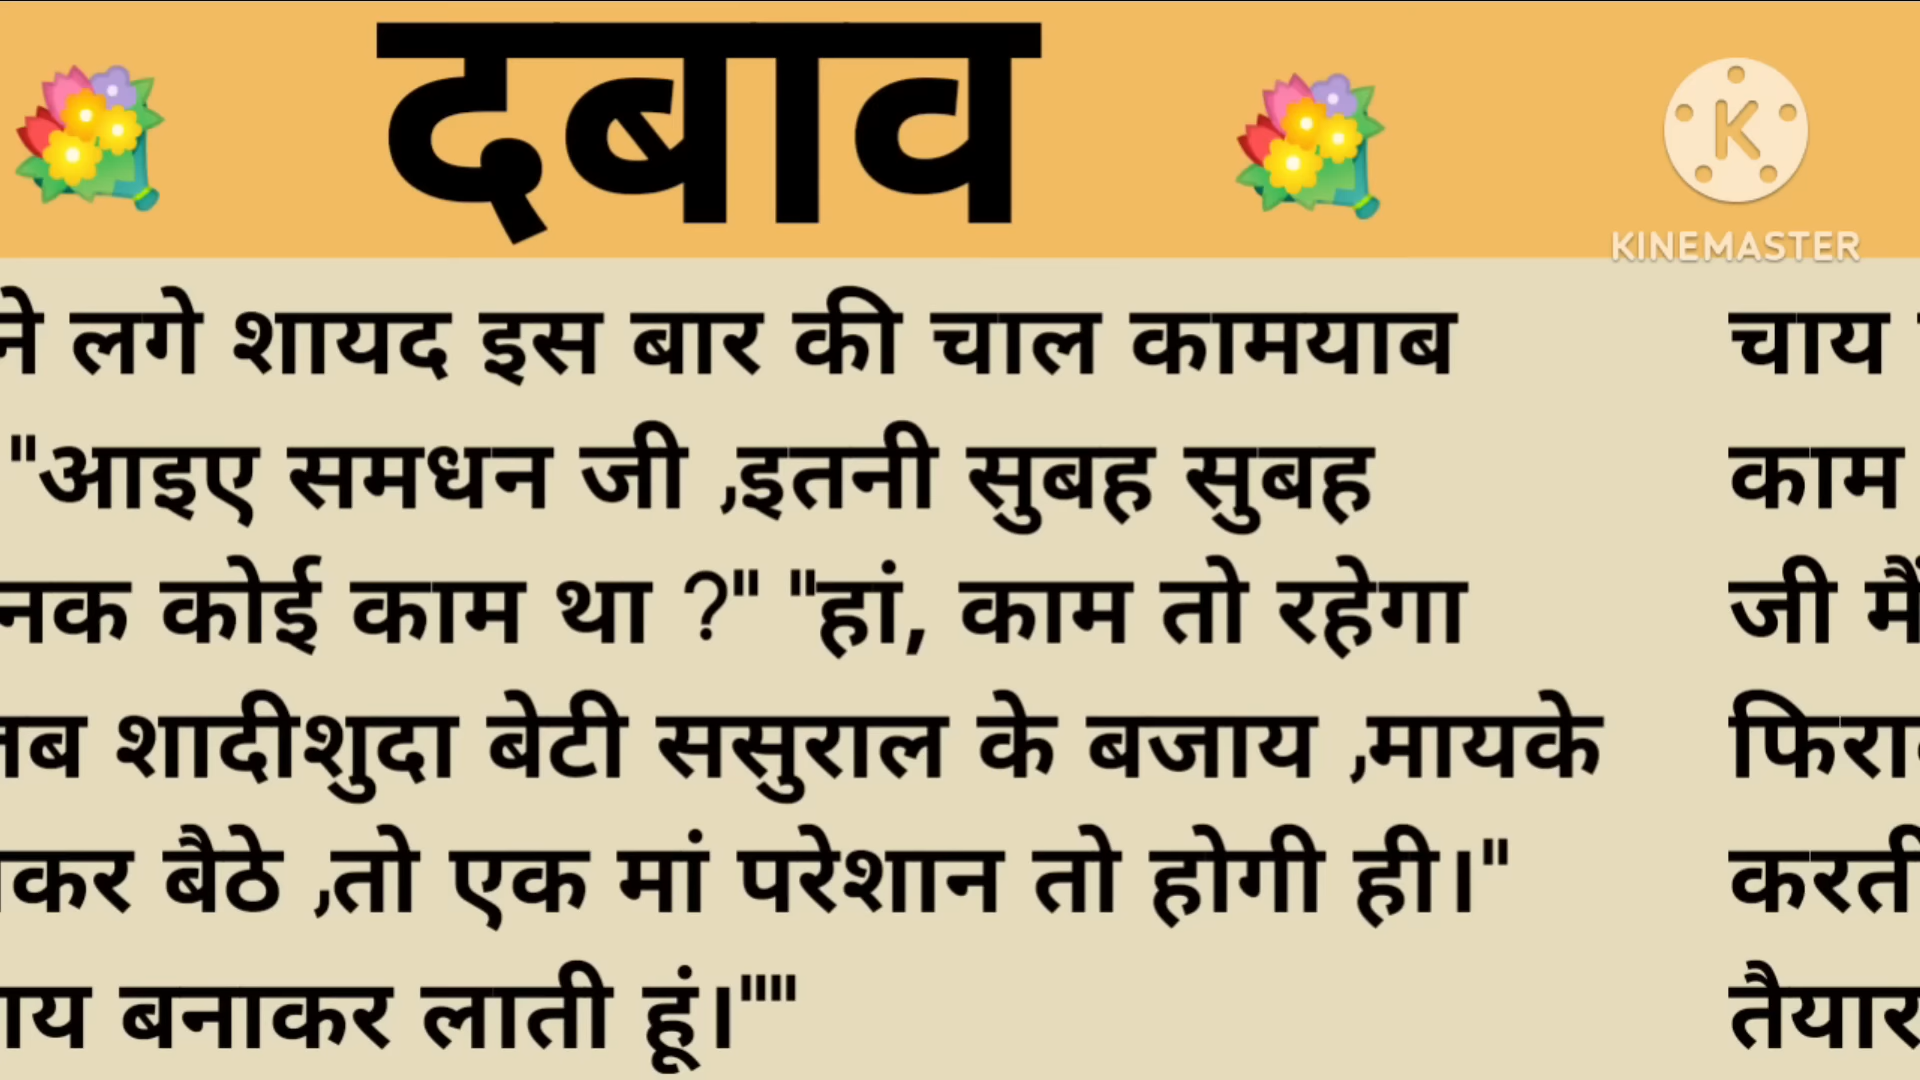 दबाव
KINEMASTER
ने लगे शायद इस बार की चाल कामयाब
"आइए समधन जी ,इतनी सुबह सुबह
नक कोई काम था ?" "हां, काम तो रहेगा
जब शादीशुदा बेटी ससुराल के बजाय ,मायके
कर बैठे ,तो एक मां परेशान तो होगी ही।"
ाय बनाकर लाती हूं।""
चाय
काम
जी मैं
फिरा
करती
तैयार